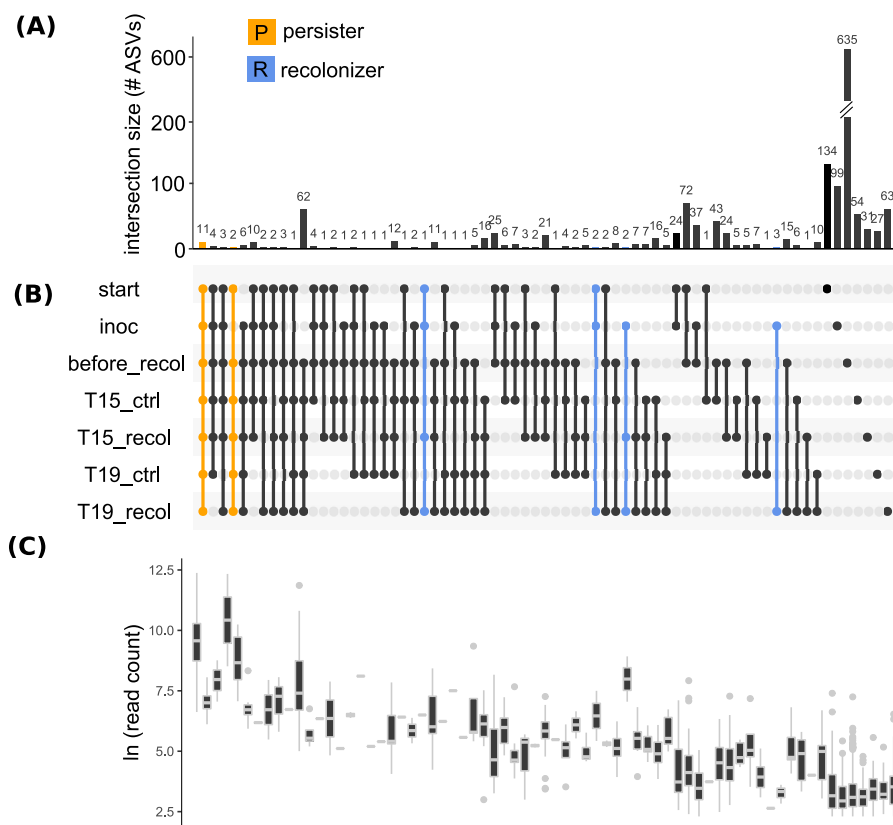 (A)
P persister
R recolonizer
intersection size (# ASVs)
600
200
100
0
11 4 3 2 6 10 2 2 3 1 62 4 1 2 1 2 1 1 1 12 1 2 1 11 2 1 1 5 16 25 6 7 3 2 21 1 4 2 5 2 2 8 2 7 7 16 5 24 72 37 1 43 24 5 5 7 1 3 15 6 1 10 134 99 635 54 31 27 63
(B)
start
inoc
before_recol
T15_ctrl
T15_recol
T19_ctrl
T19_recol
(C)
ln (read count)
12.5
10.0
7.5
5.0
2.5